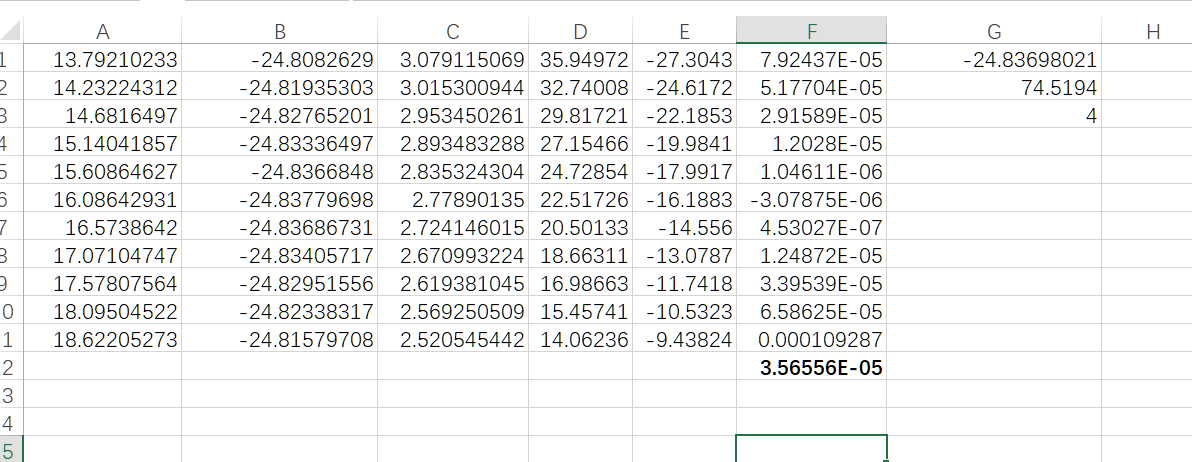 A B C D E F G H
1 13.79210233 -24.8082629 3.079115069 35.94972 -27.3043 7.92437E-05 -24.83698021
2 14.23224312 -24.81935303 3.015300944 32.74008 -24.6172 5.17704E-05 74.5194
3 14.6816497 -24.82765201 2.953450261 29.81721 -22.1853 2.91589E-05 4
4 15.14041857 -24.83336497 2.893483288 27.15466 -19.9841 1.2028E-05
5 15.60864627 -24.8366848 2.835324304 24.72854 -17.9917 1.04611E-06
6 16.08642931 -24.83779698 2.77890135 22.51726 -16.1883 -3.07875E-06
7 16.5738642 -24.83686731 2.724146015 20.50133 -14.556 4.53027E-07
8 17.07104747 -24.83405717 2.670993224 18.66311 -13.0787 1.24872E-05
9 17.57807564 -24.82951556 2.619381045 16.98663 -11.7418 3.39539E-05
0 18.09504522 -24.82338317 2.569250509 15.45741 -10.5323 6.58625E-05
1 18.62205273 -24.81579708 2.520545442 14.06236 -9.43824 0.000109287
2 3.56556E-05
3
4
5